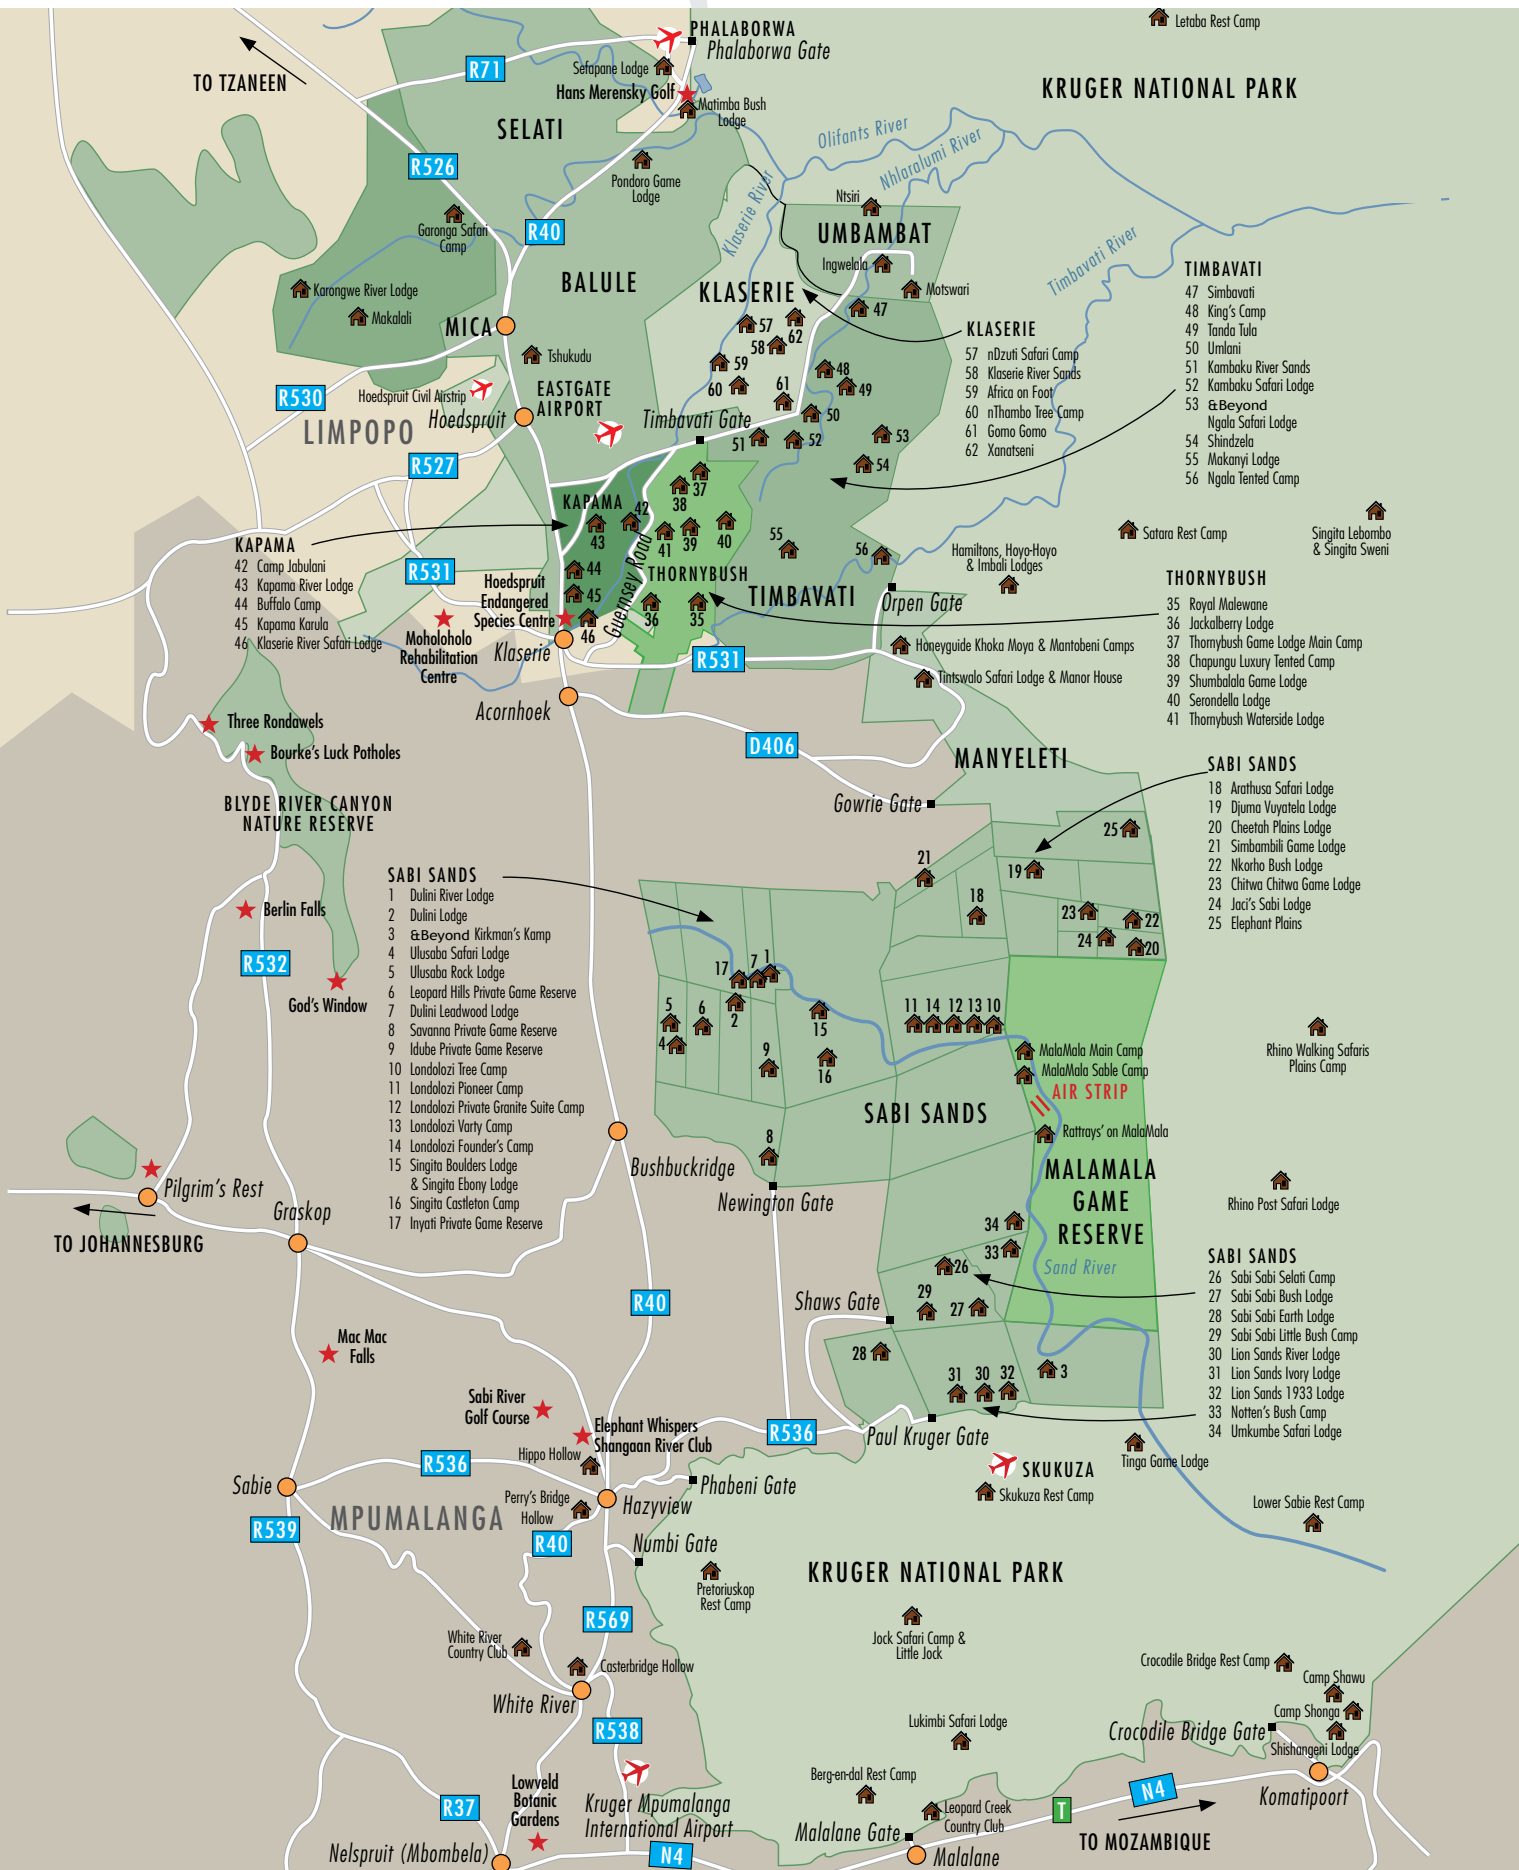 Letaba Rest Camp
PHALABORWA
Phalaborwa Gate
KRUGER NATIONAL PARK
TO TZANEEN
R71
Sefapane Lodge
Hans Merensky Golf
Matimba Bush
Lodge
SELATI
Olifants River
Nhlaralumi River
R526
Pondoro Game
Lodge
Klaserie River
Ntsiri
UMBAMBAT
Garonga Safari
Camp
R40
Ingwelala
Motswari
Timbavati River
BALULE
KLASERIE
Karongwe River Lodge
Makalali
MICA
57
62
58
47
59
60
61
48
49
50
51
52
53
54
Tshukudu
EASTGATE
AIRPORT
Hoedspruit Civil Airstrip
Hoedspruit
R530
LIMPOPO
R527
Timbavati Gate
KLASERIE
57 nDzuti Safari Camp
58 Klaserie River Sands
59 Africa on Foot
60 nThambo Tree Camp
61 Gomo Gomo
62 Xanatseni
TIMBAVATI
47 Simbavati
48 King's Camp
49 Tanda Tula
50 Umlani
51 Kambaku River Sands
52 Kambaku Safari Lodge
53 &Beyond
Ngala Safari Lodge
54 Shindzela
55 Makanyi Lodge
56 Ngala Tented Camp
KAPAMA
42
43
44
45
46
37
38
39
40
41
THORNYBUSH
36
35
55
56
TIMBAVATI
Guernsey Road
Satara Rest Camp
Singita Lebombo
& Singita Sweni
Hamiltons, Hoyo-Hoyo
& Imbali Lodges
Orpen Gate
KAPAMA
42 Camp Jabulani
43 Kapama River Lodge
44 Buffalo Camp
45 Kapama Karula
46 Klaserie River Safari Lodge
R531
Hoedspruit
Endangered
Species Centre
Moholoholo
Rehabilitation
Centre
Klaserie
R531
Honeyguide Khoka Moya & Mantobeni Camps
Tintswalo Safari Lodge & Manor House
THORNYBUSH
35 Royal Malewane
36 Jackalberry Lodge
37 Thornybush Game Lodge Main Camp
38 Chapungu Luxury Tented Camp
39 Shumbalala Game Lodge
40 Serondella Lodge
41 Thornybush Waterside Lodge
Acornhoek
D406
MANYELETI
Gowrie Gate
Three Rondawels
Bourke's Luck Potholes
BLYDE RIVER CANYON
NATURE RESERVE
SABI SANDS
18 Arathusa Safari Lodge
19 Djuma Vuyatela Lodge
20 Cheetah Plains Lodge
21 Simbambili Game Lodge
22 Nkorho Bush Lodge
23 Chitwa Chitwa Game Lodge
24 Jaci's Sabi Lodge
25 Elephant Plains
25
21
19
18
23
22
24
20
SABI SANDS
1 Dulini River Lodge
2 Dulini Lodge
3 &Beyond Kirkman's Kamp
4 Ulusaba Safari Lodge
5 Ulusaba Rock Lodge
6 Leopard Hills Private Game Reserve
7 Dulini Leadwood Lodge
8 Savanna Private Game Reserve
9 Idube Private Game Reserve
10 Londolozi Tree Camp
11 Londolozi Pioneer Camp
12 Londolozi Private Granite Suite Camp
13 Londolozi Varty Camp
14 Londolozi Founder's Camp
15 Singita Boulders Lodge
& Singita Ebony Lodge
16 Singita Castleton Camp
17 Inyati Private Game Reserve
Berlin Falls
R532
God's Window
17
7
1
5
6
2
4
15
9
16
8
11 14 12 13 10
MalaMala Main Camp
MalaMala Sable Camp
AIR STRIP
Rattrays' on MalaMala
SABI SANDS
MALAMALA
GAME
RESERVE
Sand River
Rhino Walking Safaris
Plains Camp
Rhino Post Safari Lodge
Bushbuckridge
Newington Gate
Pilgrim's Rest
Graskop
TO JOHANNESBURG
34
33
26
29
27
28
31
30
32
3
Shaws Gate
SABI SANDS
26 Sabi Sabi Selati Camp
27 Sabi Sabi Bush Lodge
28 Sabi Sabi Earth Lodge
29 Sabi Sabi Little Bush Camp
30 Lion Sands River Lodge
31 Lion Sands Ivory Lodge
32 Lion Sands 1933 Lodge
33 Notten's Bush Camp
34 Umkumbe Safari Lodge
R40
Mac Mac
Falls
Sabi River
Golf Course
Elephant Whispers
Shangaan River Club
Hippo Hollow
R536
R536
Paul Kruger Gate
SKUKUZA
Skukuza Rest Camp
Tinga Game Lodge
Lower Sabie Rest Camp
Sabie
Perry's Bridge
Hollow
Hazyview
Phabeni Gate
MPUMALANGA
R539
R40
Numbi Gate
Pretoriuskop
Rest Camp
KRUGER NATIONAL PARK
R569
Jock Safari Camp &
Little Jock
White River
Country Club
Casterbridge Hollow
White River
R538
Lukimbi Safari Lodge
Crocodile Bridge Rest Camp
Camp Shawu
Camp Shonga
Crocodile Bridge Gate
Shishangeni Lodge
Komatipoort
Berg-en-dal Rest Camp
Leopard Creek
Country Club
T
N4
TO MOZAMBIQUE
Lowveld
Botanic
Gardens
Kruger Mpumalanga
International Airport
R37
Malalane Gate
Malalane
Nelspruit (Mbombela)
N4